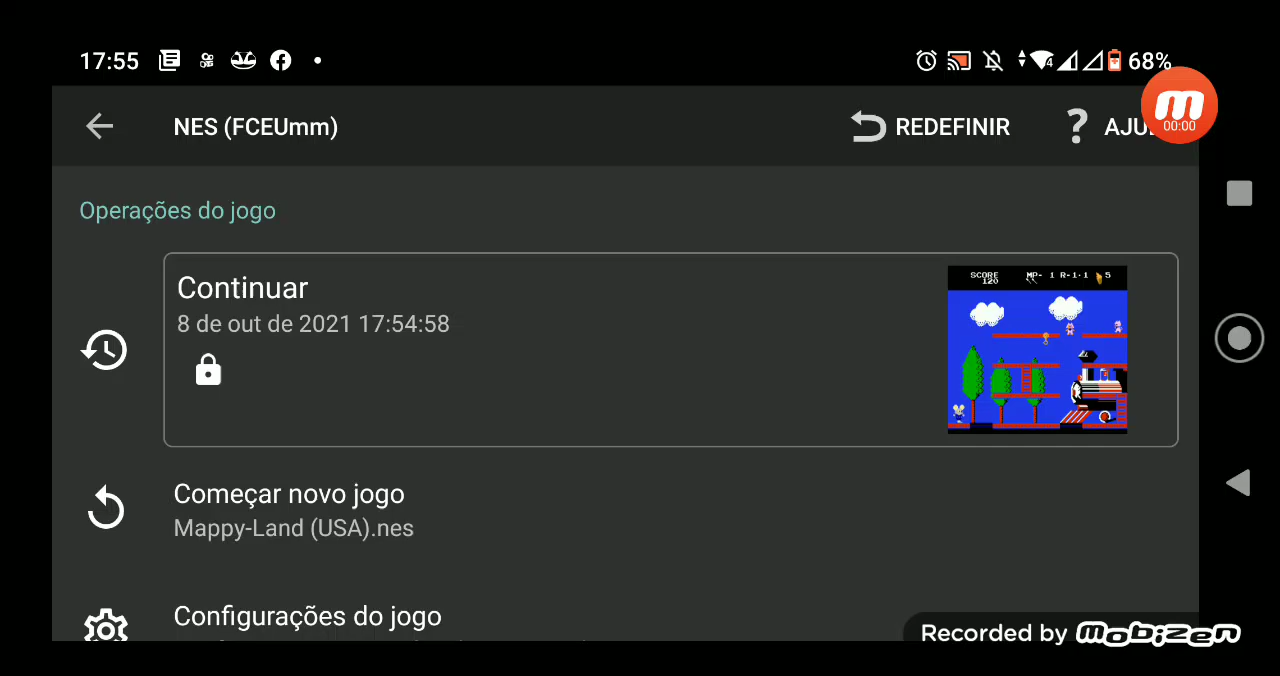 17:55
4 68%
NES (FCEUmm)
REDEFINIR
? AJU
m
00:00
Operações do jogo
Continuar
8 de out de 2021 17:54:58
SCORE MP- 1 R-1-1 5
120
Começar novo jogo
Mappy-Land (USA).nes
Configurações do jogo
Recorded by mobizen